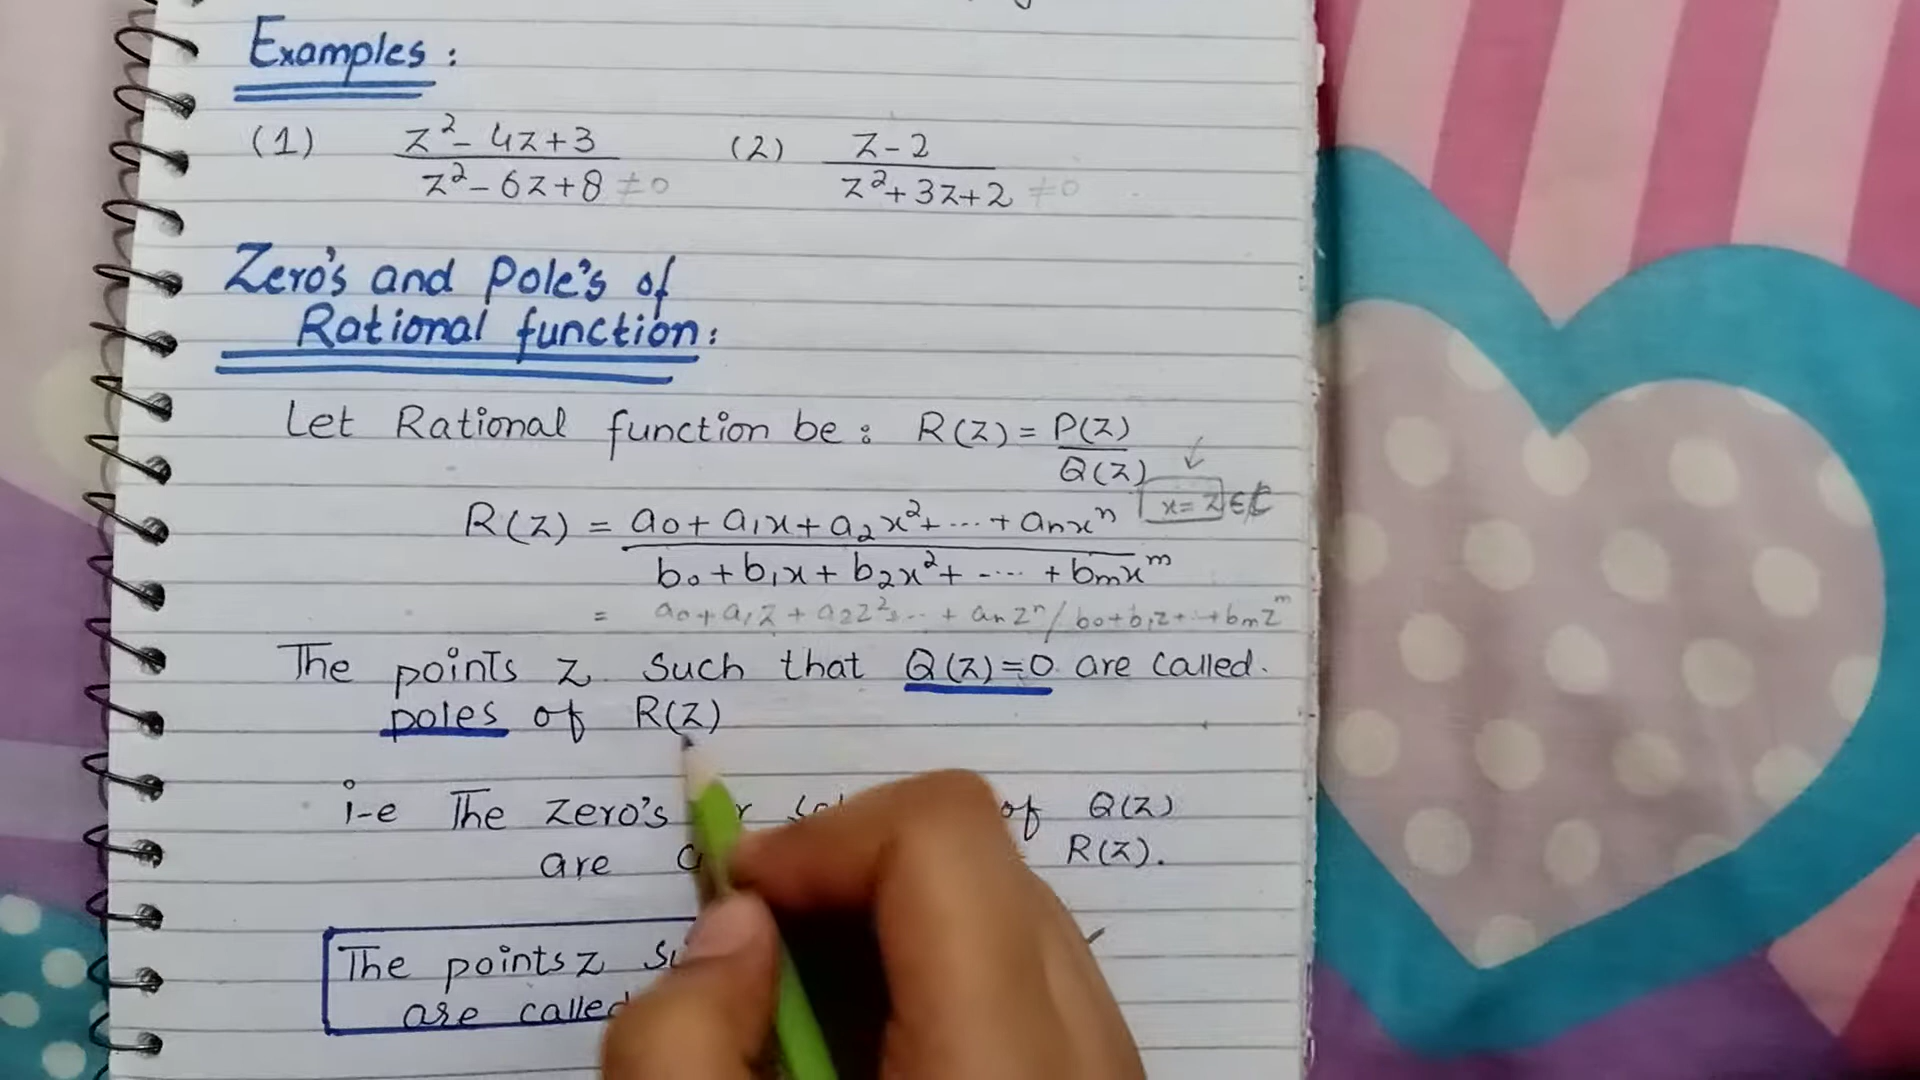 Examples :
(1) z² - 4z + 3 / z² - 6z + 8 ≠ 0 (2) z - 2 / z² + 3z + 2 ≠ 0
Zero's and Pole's of
Rational function :
Let Rational function be : R(z) = P(z) / Q(z)
x = z ∈ ℂ
R(z) = a₀ + a₁x + a₂x² + ... + aₙxⁿ / b₀ + b₁x + b₂x² + .... + bₘxᵐ
= a₀ + a₁z + a₂z² + ... + aₙzⁿ / b₀ + b₁z + ... + bₘzᵐ
The points z such that Q(z) = 0 are called.
poles of R(z)
i-e The zero's of Q(z)
are R(z).
The points z
are called